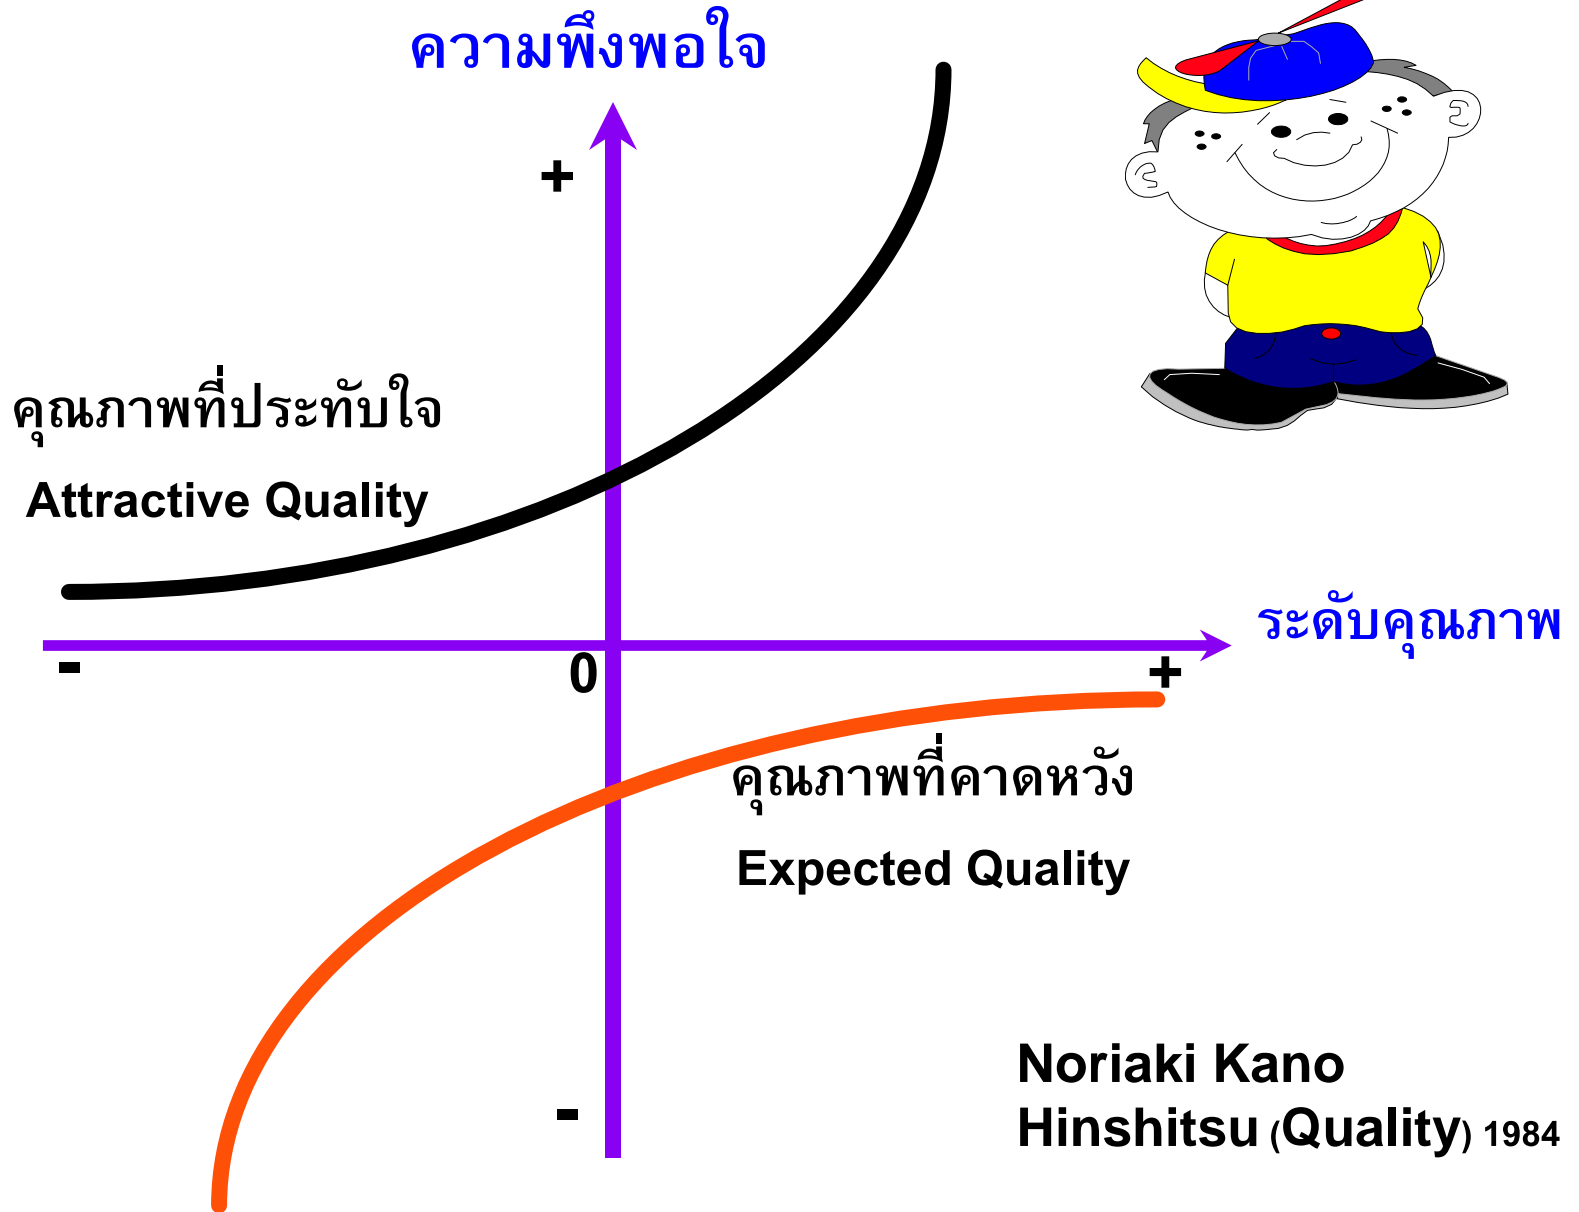 ความพึงพอใจ
+
คุณภาพที่ประทับใจ
Attractive Quality
ระดับคุณภาพ
-
0
+
คุณภาพที่คาดหวัง
Expected Quality
-
Noriaki Kano
Hinshitsu (Quality) 1984